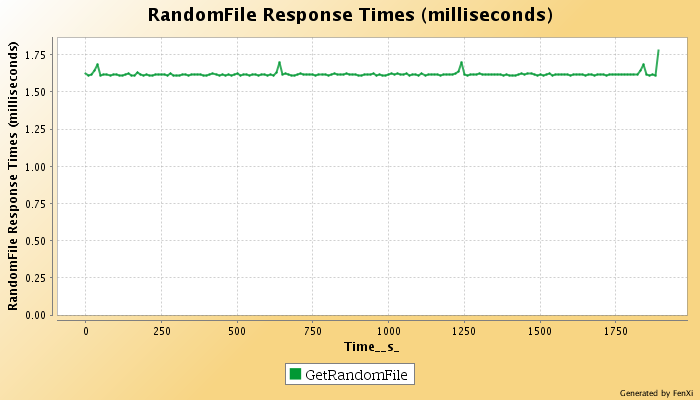 RandomFile Response Times (milliseconds)
RandomFile Response Times (milliseconds)
1.75
1.50
1.25
1.00
0.75
0.50
0.25
0.00
0 250 500 750 1000 1250 1500 1750
Time__s_
GetRandomFile
Generated by FenXi